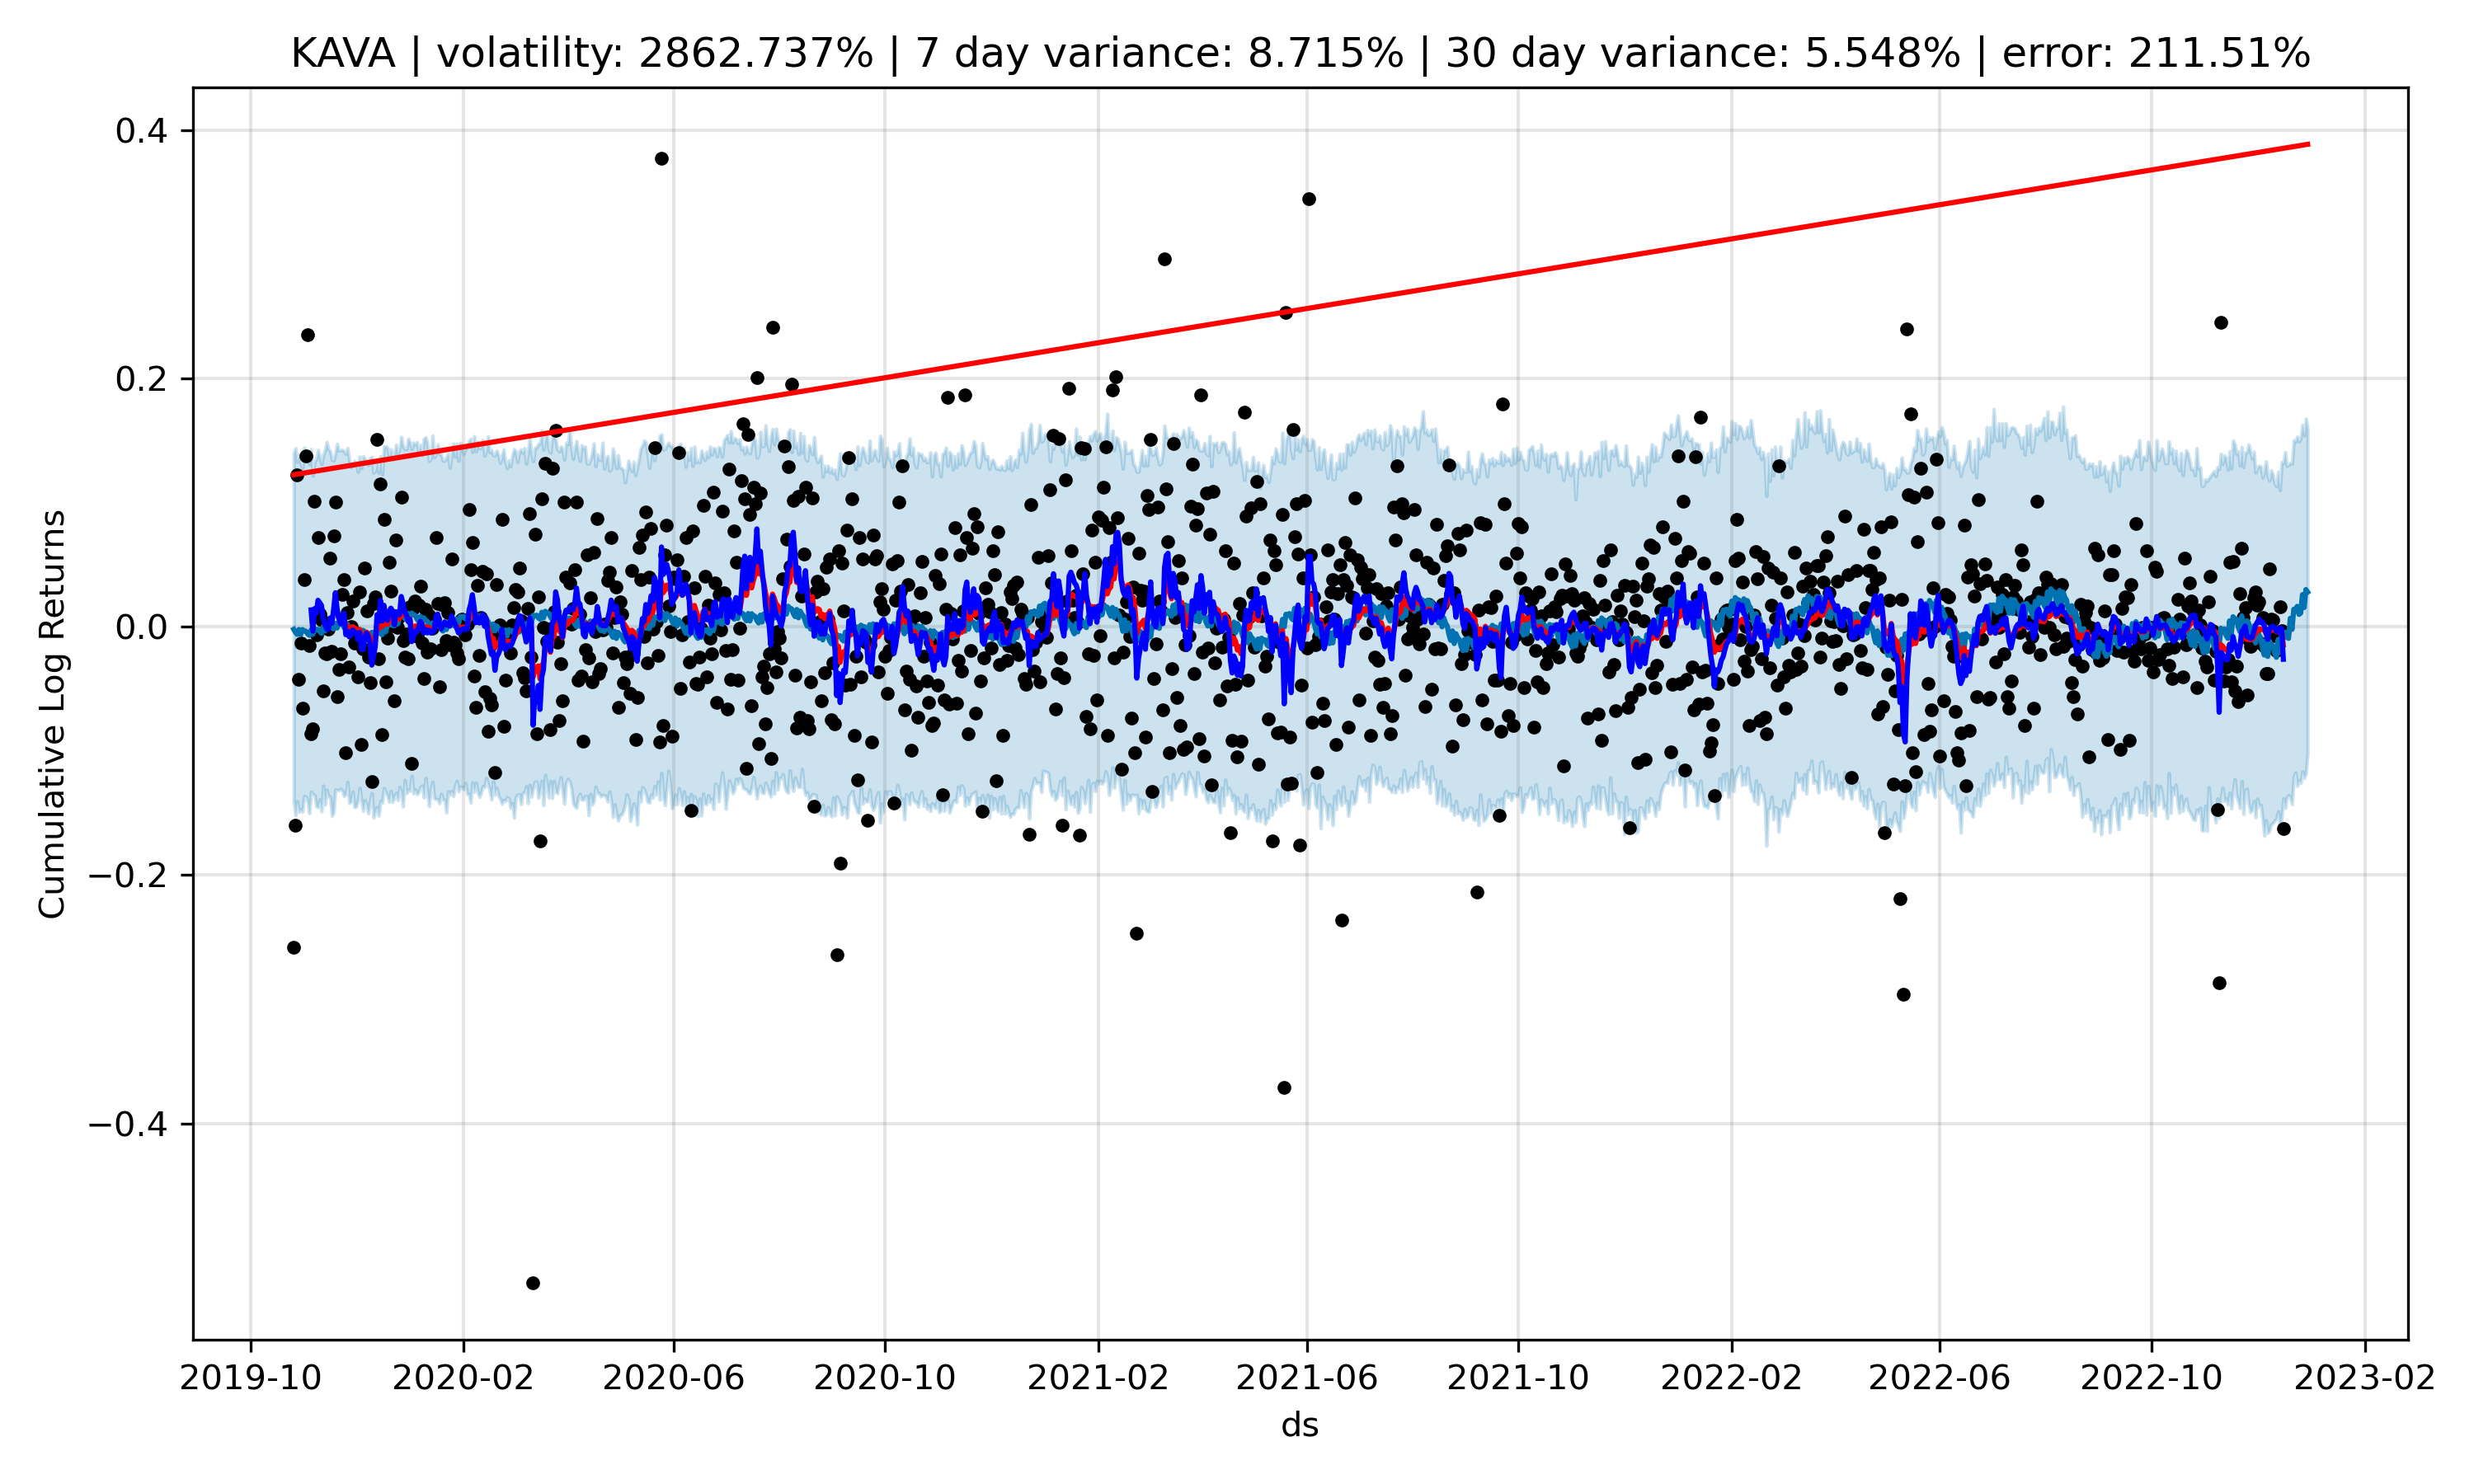 KAVA | volatility: 2862.737% | 7 day variance: 8.715% | 30 day variance: 5.548% | error: 211.51%
Cumulative Log Returns
0.4
0.2
0.0
−0.2
−0.4
2019-10 2020-02 2020-06 2020-10 2021-02 2021-06 2021-10 2022-02 2022-06 2022-10 2023-02
ds